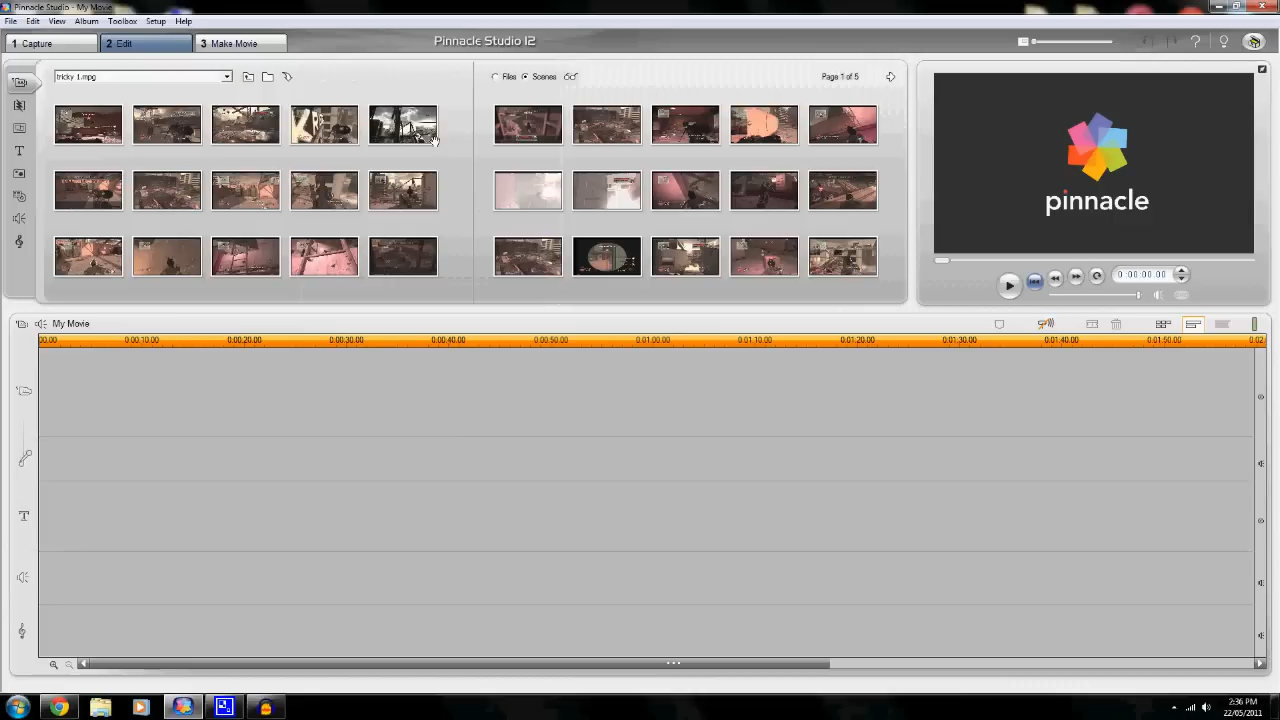 Pinnacle Studio - My Movie
File Edit View Album Toolbox Setup Help
1 Capture 2 Edit 3 Make Movie Pinnacle Studio 12
tricky 1.mpg Files Scenes Page 1 of 5
pinnacle
0:00:00.00
My Movie
00.00 0:00:10.00 0:00:20.00 0:00:30.00 0:00:40.00 0:00:50.00 0:01:00.00 0:01:10.00 0:01:20.00 0:01:30.00 0:01:40.00 0:01:50.00 0:02:
2:36 PM
22/05/2011